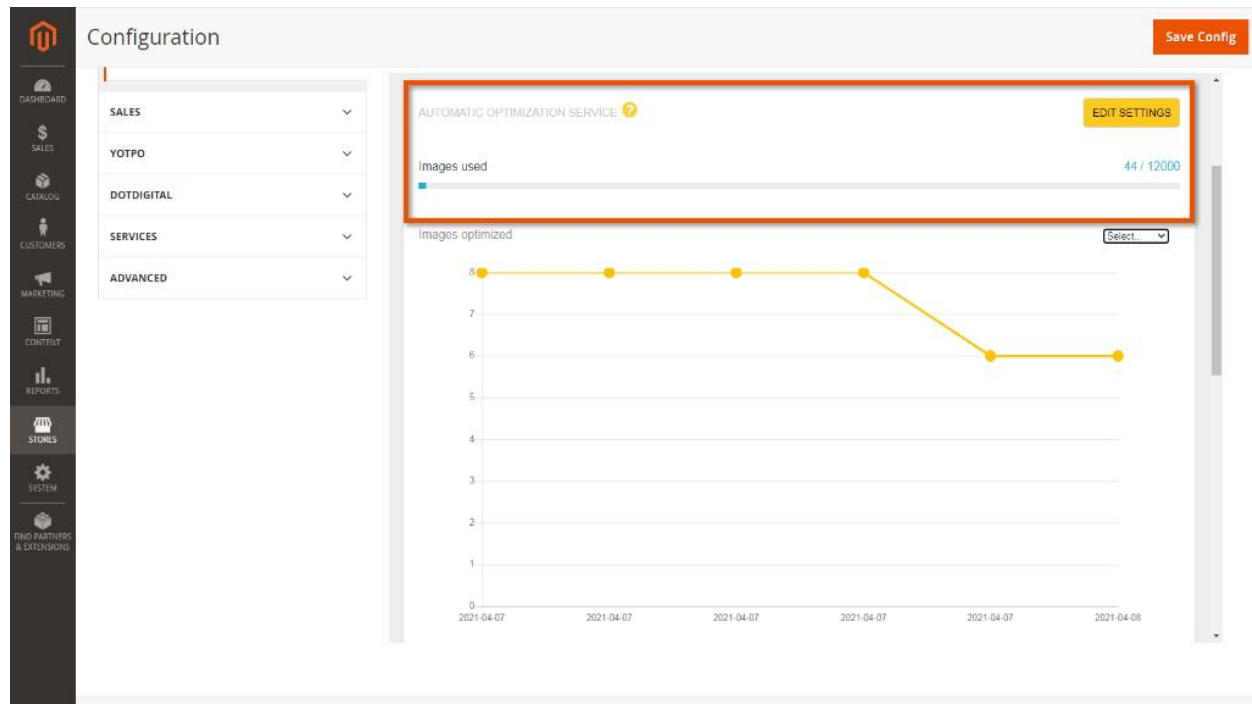 Configuration
Save Config
DASHBOARD
SALES
CATALOG
CUSTOMERS
MARKETING
CONTENT
REPORTS
STORES
SYSTEM
FIND PARTNERS
& EXTENSIONS
SALES
YOTPO
DOTDIGITAL
SERVICES
ADVANCED
AUTOMATIC OPTIMIZATION SERVICE ?
EDIT SETTINGS
Images used
44 / 12000
Images optimized
Select...
8
7
6
5
4
3
2
1
0
2021-04-07 2021-04-07 2021-04-07 2021-04-07 2021-04-07 2021-04-08